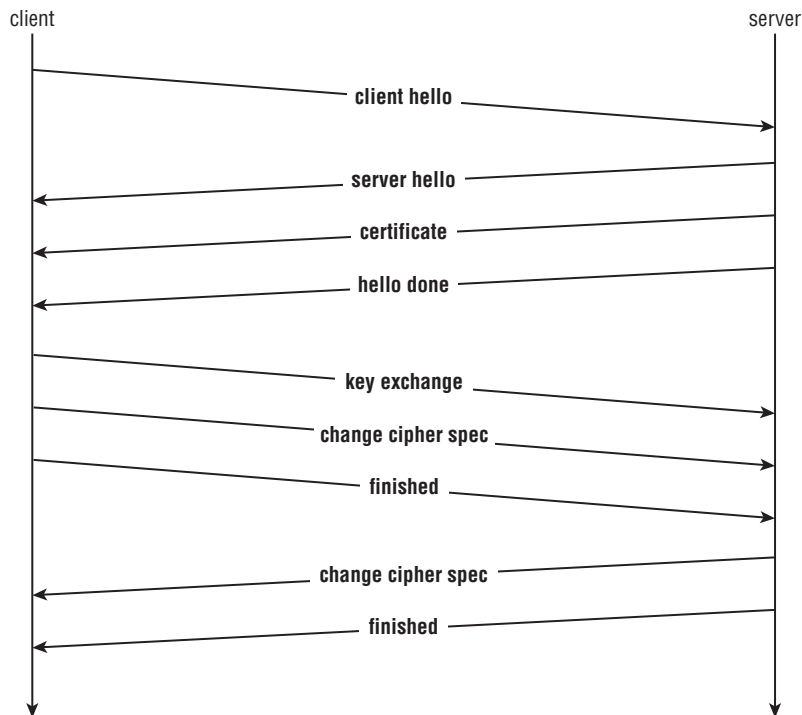 client
server
client hello
server hello
certificate
hello done
key exchange
change cipher spec
finished
change cipher spec
finished